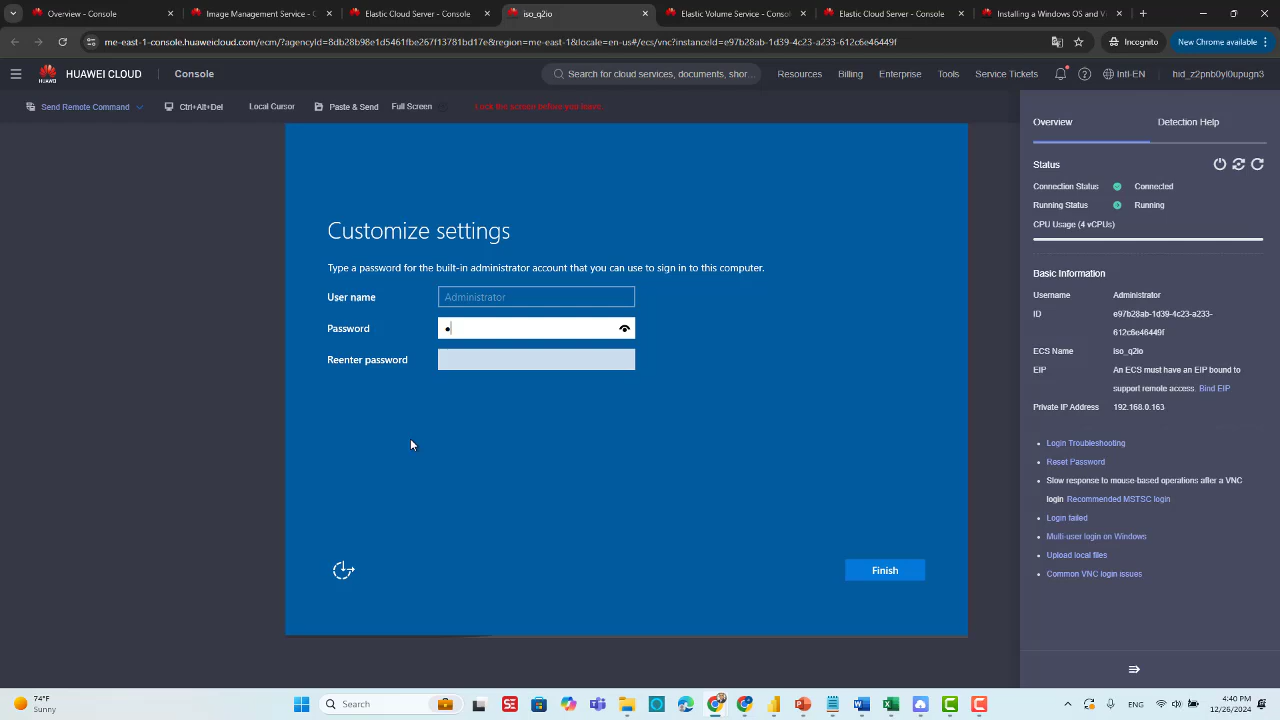 Overview - Console
Image Management Service - C
Elastic Cloud Server - Console
iso_q2io
Elastic Volume Service - Consol
Elastic Cloud Server - Console
Installing a Windows OS and VI
me-east-1-console.huaweicloud.com/ecm/?agencyId=8db2898e1d5461fbe267f1378bd17de9&region=me-east-1&locale=en-us#/ecs/vnc?instanceId=e97b28ab-1d39-4c23-a233-612c6e46449f
Incognito
New Chrome available
HUAWEI CLOUD
Console
Search for cloud services, documents, shor...
Resources
Billing
Enterprise
Tools
Service Tickets
Intl-EN
hid_z2pnb0yl0upugn3
Send Remote Command
Ctrl+Alt+Del
Local Cursor
Paste & Send
Full Screen
Lock the screen before you leave.
Customize settings
Type a password for the built-in administrator account that you can use to sign in to this computer.
User name
Administrator
Password
Reenter password
Finish
Overview
Detection Help
Status
Connection Status
Connected
Running Status
Running
CPU Usage (4 vCPUs)
Basic Information
Username
Administrator
ID
e97b28ab-1d39-4c23-a233-
612c6e46449f
ECS Name
iso_q2io
EIP
An ECS must have an EIP bound to
support remote access. Bind EIP
Private IP Address
192.168.0.163
Login Troubleshooting
Reset Password
Slow response to mouse-based operations after a VNC
login Recommended MSTSC login
Login failed
Multi-user login on Windows
Upload local files
Common VNC login issues
74°F
Sunny
Search
SE
ENG
4:40 PM
12/26/2024